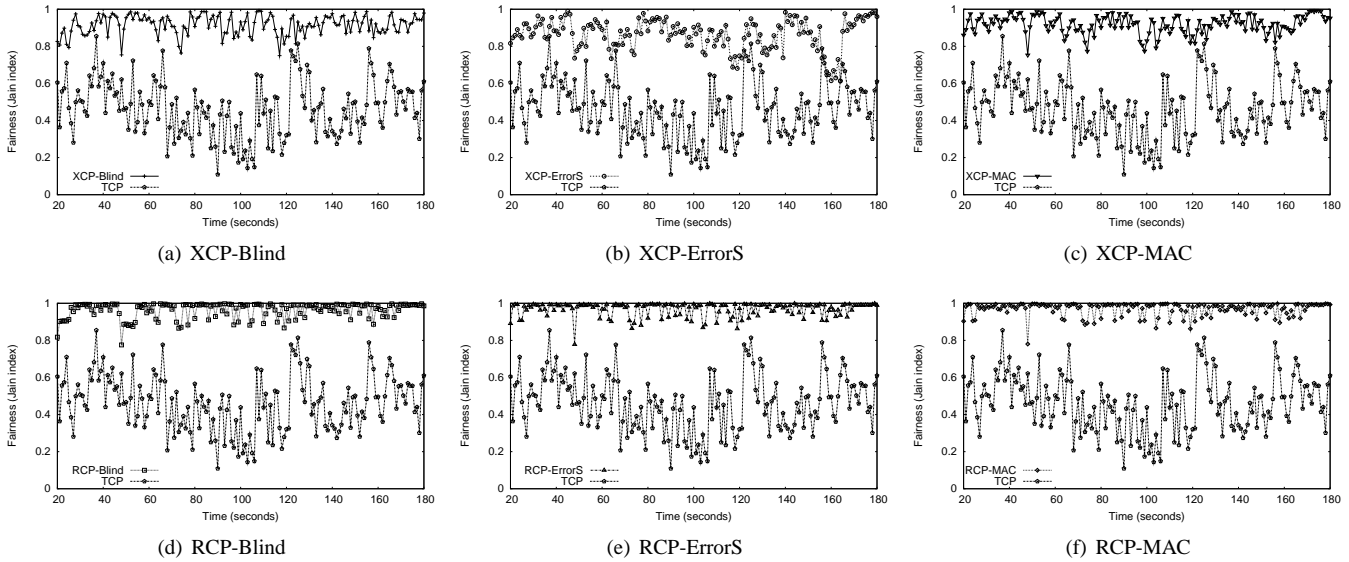 1
0.8
0.6
0.4
0.2
0
Fairness (Jain index)
XCP-Blind
TCP
20 40 60 80 100 120 140 160 180
Time (seconds)
(a) XCP-Blind
1
0.8
0.6
0.4
0.2
0
Fairness (Jain index)
XCP-ErrorS
TCP
20 40 60 80 100 120 140 160 180
Time (seconds)
(b) XCP-ErrorS
1
0.8
0.6
0.4
0.2
0
Fairness (Jain index)
XCP-MAC
TCP
20 40 60 80 100 120 140 160 180
Time (seconds)
(c) XCP-MAC
1
0.8
0.6
0.4
0.2
0
Fairness (Jain index)
RCP-Blind
TCP
20 40 60 80 100 120 140 160 180
Time (seconds)
(d) RCP-Blind
1
0.8
0.6
0.4
0.2
0
Fairness (Jain index)
RCP-ErrorS
TCP
20 40 60 80 100 120 140 160 180
Time (seconds)
(e) RCP-ErrorS
1
0.8
0.6
0.4
0.2
0
Fairness (Jain index)
RCP-MAC
TCP
20 40 60 80 100 120 140 160 180
Time (seconds)
(f) RCP-MAC